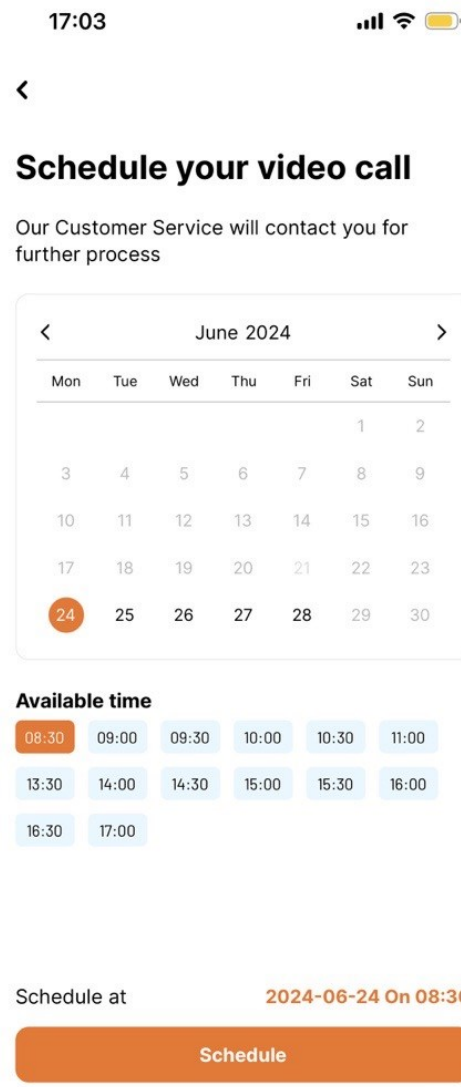 17:03
Schedule your video call
Our Customer Service will contact you for
further process
June 2024
Mon Tue Wed Thu Fri Sat Sun
1 2
3 4 5 6 7 8 9
10 11 12 13 14 15 16
17 18 19 20 21 22 23
24 25 26 27 28 29 30
Available time
08:30 09:00 09:30 10:00 10:30 11:00
13:30 14:00 14:30 15:00 15:30 16:00
16:30 17:00
Schedule at 2024-06-24 On 08:30
Schedule